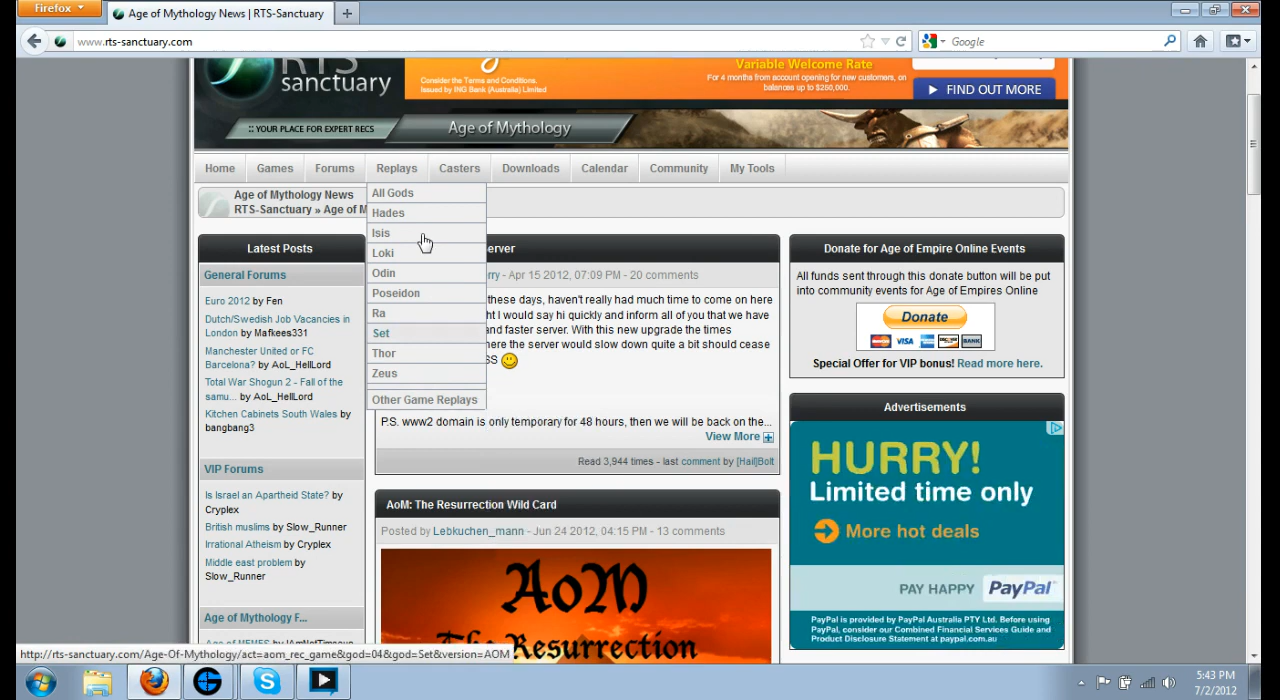 Firefox
Age of Mythology News | RTS-Sanctuary
www.rts-sanctuary.com
Google
RTS
sanctuary
Consider the Terms and Conditions.
Issued by ING Bank (Australia) Limited
Variable Welcome Rate
For 4 months from account opening for new customers, on
balances up to $250,000.
FIND OUT MORE
:: YOUR PLACE FOR EXPERT RECS
Age of Mythology
Home
Games
Forums
Replays
Casters
Downloads
Calendar
Community
My Tools
Age of Mythology News
RTS-Sanctuary » Age of M
All Gods
Hades
Isis
Loki
Odin
Poseidon
Ra
Set
Thor
Zeus
Other Game Replays
Latest Posts
General Forums
Euro 2012 by Fen
Dutch/Swedish Job Vacancies in
London by Mafkees331
Manchester United or FC
Barcelona? by AoL_HellLord
Total War Shogun 2 - Fall of the
samu... by AoL_HellLord
Kitchen Cabinets South Wales by
bangbang3
VIP Forums
Is Israel an Apartheid State? by
Cryplex
British muslims by Slow_Runner
Irrational Atheism by Cryplex
Middle east problem by
Slow_Runner
Age of Mythology F...
Age of MEMES by IAmNotTimeout
erver
rry - Apr 15 2012, 07:09 PM - 20 comments
these days, haven't really had much time to come on here
ht I would say hi quickly and inform all of you that we have
and faster server. With this new upgrade the times
here the server would slow down quite a bit should cease
SS
P.S. www2 domain is only temporary for 48 hours, then we will be back on the...
View More
Read 3,944 times - last comment by [Hail]Bolt
AoM: The Resurrection Wild Card
Posted by Lebkuchen_mann - Jun 24 2012, 04:15 PM - 13 comments
AoM
The Resurrection
Donate for Age of Empire Online Events
All funds sent through this donate button will be put
into community events for Age of Empires Online
Donate
VISA
BANK
Special Offer for VIP bonus! Read more here.
Advertisements
HURRY!
Limited time only
More hot deals
PAY HAPPY PayPal
PayPal is provided by PayPal Australia PTY Ltd. Before using
PayPal, consider our Combined Financial Services Guide and
Product Disclosure Statement at paypal.com.au
http://rts-sanctuary.com/Age-Of-Mythology/act=aom_rec_game&god=04&god=Set&version=AOM
5:43 PM
7/2/2012